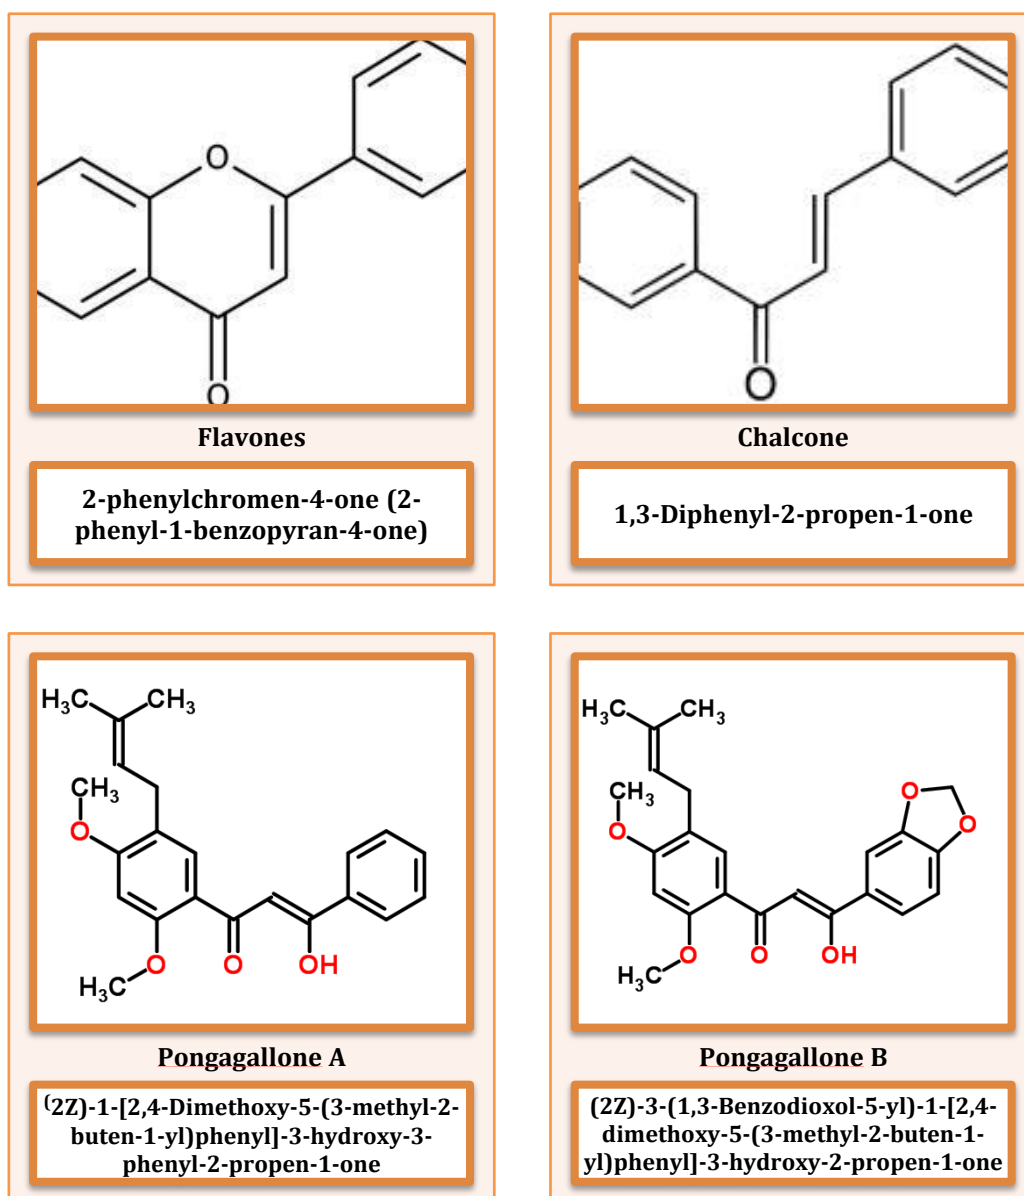 O
O
Flavones
2-phenylchromen-4-one (2-
phenyl-1-benzopyran-4-one)
O
Chalcone
1,3-Diphenyl-2-propen-1-one
H₃C CH₃
CH₃
O
O O OH
H₃C
Pongagallone A
(2Z)-1-[2,4-Dimethoxy-5-(3-methyl-2-
buten-1-yl)phenyl]-3-hydroxy-3-
phenyl-2-propen-1-one
H₃C CH₃
CH₃ O
O O
O O OH
H₃C
Pongagallone B
(2Z)-3-(1,3-Benzodioxol-5-yl)-1-[2,4-
dimethoxy-5-(3-methyl-2-buten-1-
yl)phenyl]-3-hydroxy-2-propen-1-one